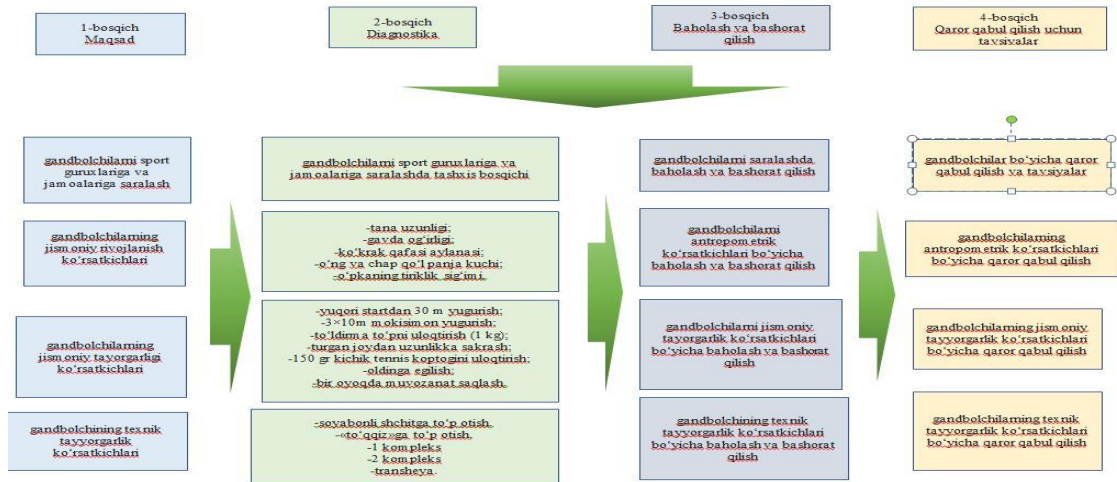 1-bosqich
Maqsad
2-bosqich
Diagnostika
3-bosqich
Baholash va bashorat
qilish
4-bosqich
Qaror qabul qilish uchun
tavsiyalar
gandbolchilarni sport
guruxlariga va
jamoalariga saralash
gandbolchilarni sport guruxlariga va
jamoalariga saralashda tashxis bosqichi
gandbolchilarni saralashda
baholash va bashorat qilish
gandbolchilar bo‘yicha qaror
qabul qilish va tavsiyalar
gandbolchilarning
jismoniy rivojlanish
ko‘rsatkichlari
-tana uzunligi;
-gavda og‘irligi;
-ko‘krak qafasi aylanasi;
-o‘ng va chap qo‘l panja kuchi;
-o‘pkaning tiriklik sig‘imi.
gandbolchilarni
antropometrik
ko‘rsatkichlari bo‘yicha
baholash va bashorat qilish
gandbolchilarning
antropometrik ko‘rsatkichlari
bo‘yicha qaror qabul qilish
gandbolchilarning
jismoniy tayorgarligi
ko‘rsatkichlari
-yuqori startdan 30 m yugurish;
-3×10m mokisimon yugurish;
-to‘ldirma to‘pni uloqtirish (1 kg);
-turgan joydan uzunlikka sakrash;
-150 gr kichik tennis koptogini uloqtirish;
-oldinga egilish;
-bir oyoqda muvozanat saqlash.
gandbolchilarni jismoniy
tayorgarlik ko‘rsatkichlari
bo‘yicha baholash va bashorat
qilish
gandbolchilarning jismoniy
tayyorgarlik ko‘rsatkichlari
bo‘yicha qaror qabul qilish
gandbolchining texnik
tayyorgarlik
ko‘rsatkichlari
-soyabonli shchitga to‘p otish,
-«to‘qqiz»ga to‘p otish,
-1 kompleks
-2 kompleks
-transheya.
gandbolchining texnik
tayyorgarlik ko‘rsatkichlari
bo‘yicha baholash va bashorat
qilish
gandbolchilarning texnik
tayyorgarlik ko‘rsatkichlari
bo‘yicha qaror qabul qilish